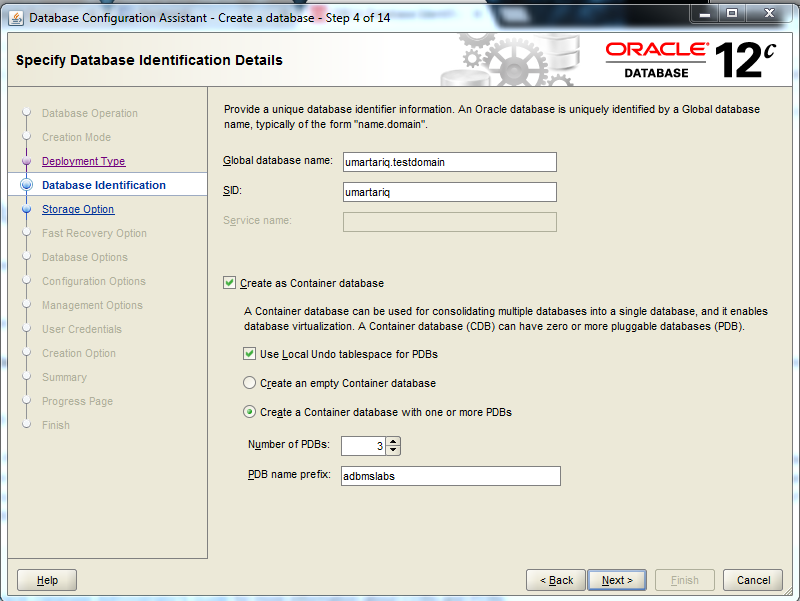 Database Configuration Assistant - Create a database - Step 4 of 14
Specify Database Identification Details
ORACLE
DATABASE
12c
Database Operation
Creation Mode
Deployment Type
Database Identification
Storage Option
Fast Recovery Option
Database Options
Configuration Options
Management Options
User Credentials
Creation Option
Summary
Progress Page
Finish
Provide a unique database identifier information. An Oracle database is uniquely identified by a Global database
name, typically of the form "name.domain".
Global database name: umartariq.testdomain
SID: umartariq
Service name:
Create as Container database
A Container database can be used for consolidating multiple databases into a single database, and it enables
database virtualization. A Container database (CDB) can have zero or more pluggable databases (PDB).
Use Local Undo tablespace for PDBs
Create an empty Container database
Create a Container database with one or more PDBs
Number of PDBs: 3
PDB name prefix: adbmslabs
Help
< Back
Next >
Finish
Cancel